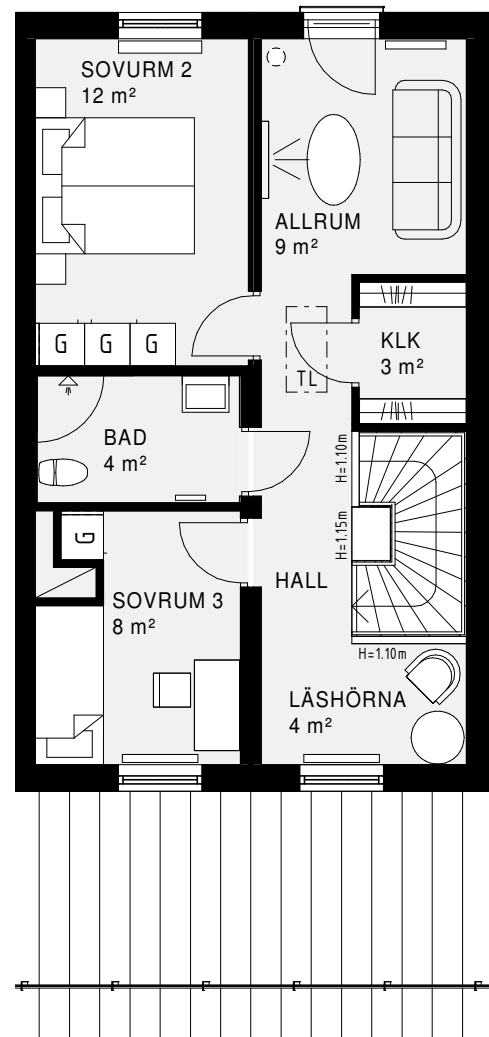 SOVURM 2
12 m²
ALLRUM
9 m²
G G G
TL
KLK
3 m²
BAD
4 m²
H=1.10m
H=1.15m
G
SOVRUM 3
8 m²
HALL
H=1.10m
LÄSHÖRNA
4 m²